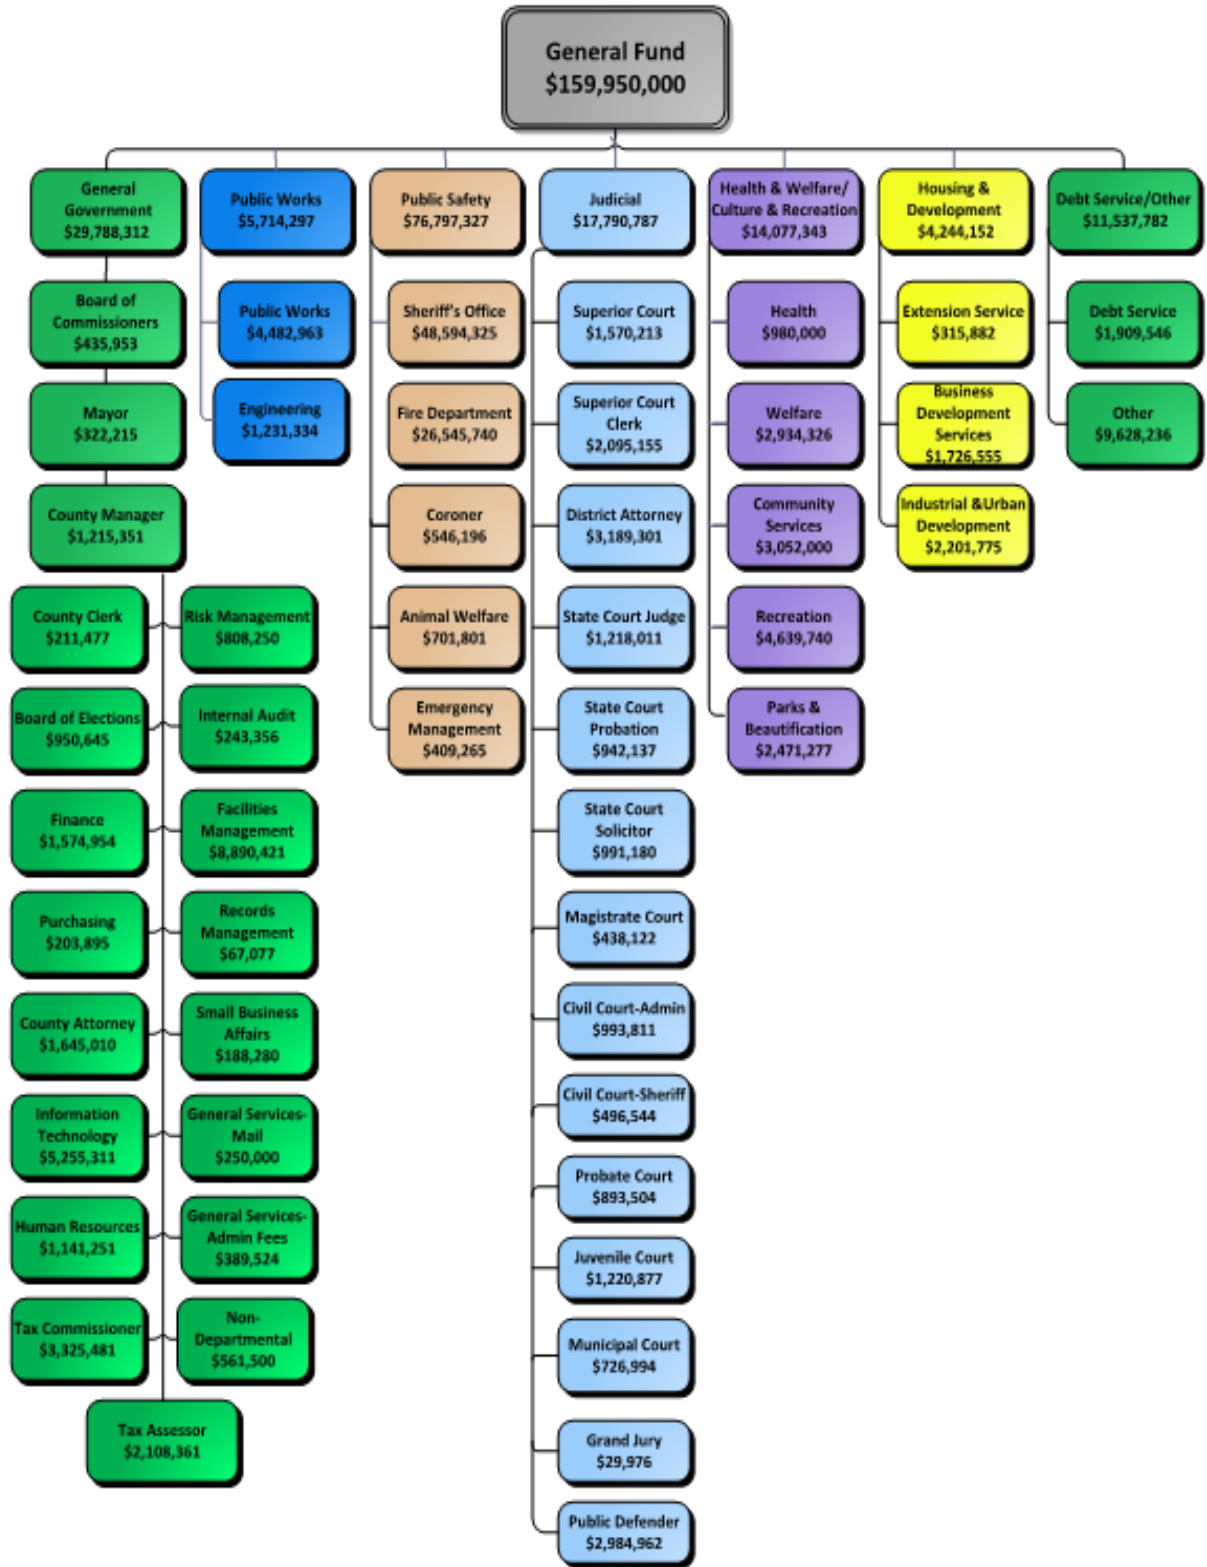 General Fund
$159,950,000
General
Government
$29,788,312
Public Works
$5,714,297
Public Safety
$76,797,327
Judicial
$17,790,787
Health & Welfare/
Culture & Recreation
$14,077,343
Housing &
Development
$4,244,152
Debt Service/Other
$11,537,782
Board of
Commissioners
$435,953
Mayor
$322,215
County Manager
$1,215,351
County Clerk
$211,477
Risk Management
$808,250
Board of Elections
$950,645
Internal Audit
$243,356
Finance
$1,574,954
Facilities
Management
$8,890,421
Purchasing
$203,895
Records
Management
$67,077
County Attorney
$1,645,010
Small Business
Affairs
$188,280
Information
Technology
$5,255,311
General Services-
Mail
$250,000
Human Resources
$1,141,251
General Services-
Admin Fees
$389,524
Tax Commissioner
$3,325,481
Non-
Departmental
$561,500
Tax Assessor
$2,108,361
Public Works
$4,482,963
Engineering
$1,231,334
Sheriff's Office
$48,594,325
Fire Department
$26,545,740
Coroner
$546,196
Animal Welfare
$701,801
Emergency
Management
$409,265
Superior Court
$1,570,213
Superior Court
Clerk
$2,095,155
District Attorney
$3,189,301
State Court Judge
$1,218,011
State Court
Probation
$942,137
State Court
Solicitor
$991,180
Magistrate Court
$438,122
Civil Court-Admin
$993,811
Civil Court-Sheriff
$496,544
Probate Court
$893,504
Juvenile Court
$1,220,877
Municipal Court
$726,994
Grand Jury
$29,976
Public Defender
$2,984,962
Health
$980,000
Welfare
$2,934,326
Community
Services
$3,052,000
Recreation
$4,639,740
Parks &
Beautification
$2,471,277
Extension Service
$315,882
Business
Development
Services
$1,726,555
Industrial &Urban
Development
$2,201,775
Debt Service
$1,909,546
Other
$9,628,236